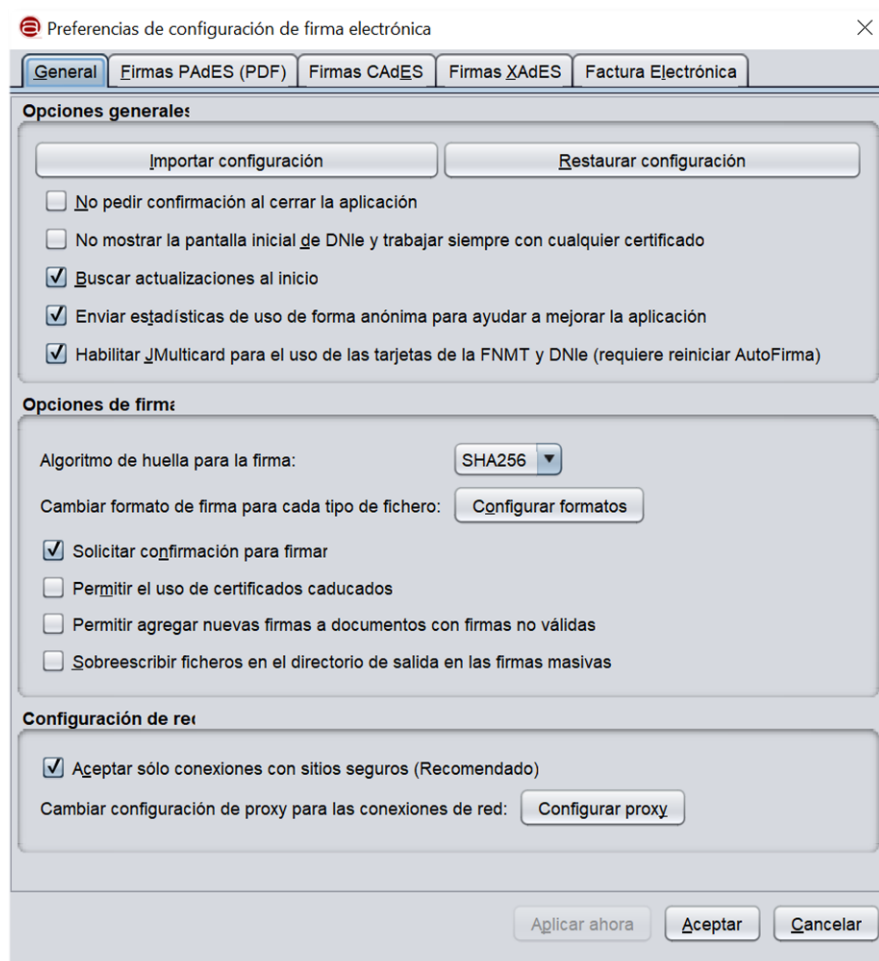 Preferencias de configuración de firma electrónica
General Firmas PAdES (PDF) Firmas CAdES Firmas XAdES Factura Electrónica
Opciones generales
Importar configuración Restaurar configuración
No pedir confirmación al cerrar la aplicación
No mostrar la pantalla inicial de DNIe y trabajar siempre con cualquier certificado
Buscar actualizaciones al inicio
Enviar estadísticas de uso de forma anónima para ayudar a mejorar la aplicación
Habilitar JMulticard para el uso de las tarjetas de la FNMT y DNIe (requiere reiniciar AutoFirma)
Opciones de firma
Algoritmo de huella para la firma: SHA256
Cambiar formato de firma para cada tipo de fichero: Configurar formatos
Solicitar confirmación para firmar
Permitir el uso de certificados caducados
Permitir agregar nuevas firmas a documentos con firmas no válidas
Sobreescribir ficheros en el directorio de salida en las firmas masivas
Configuración de re
Aceptar sólo conexiones con sitios seguros (Recomendado)
Cambiar configuración de proxy para las conexiones de red: Configurar proxy
Aplicar ahora Aceptar Cancelar